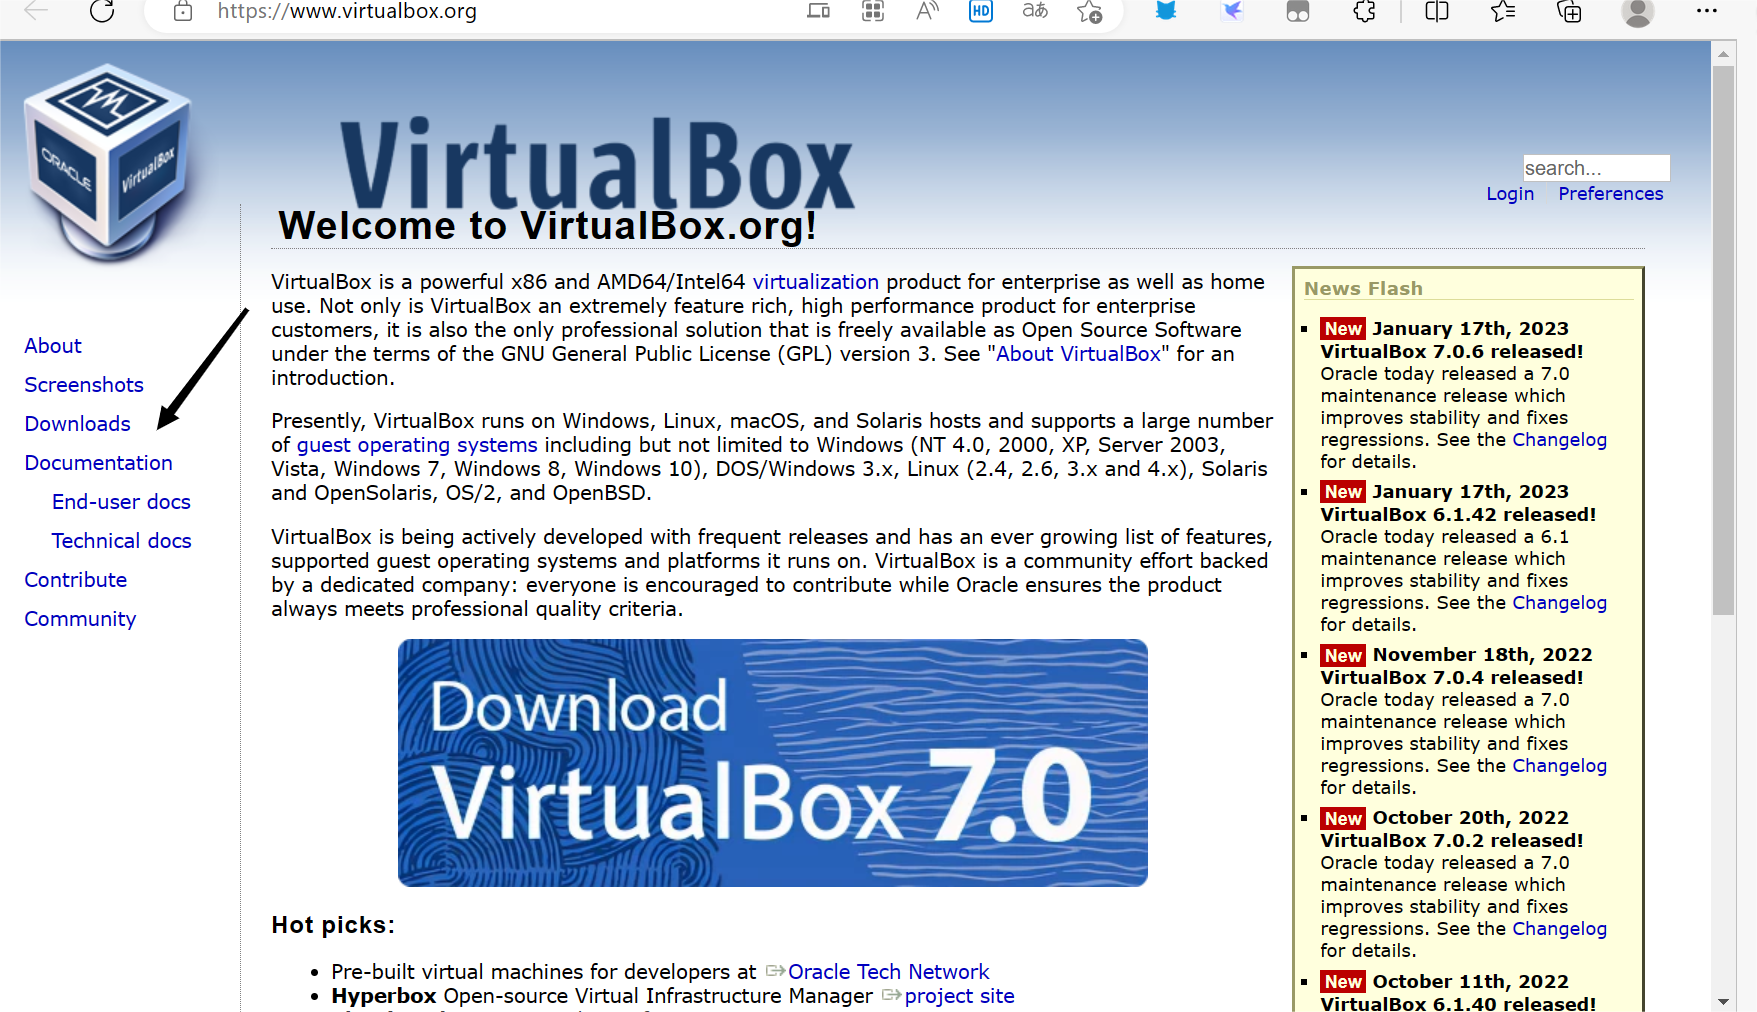 https://www.virtualbox.org
HD
ORACLE
VirtualBox
VirtualBox
search...
Login Preferences
Welcome to VirtualBox.org!
About
Screenshots
Downloads
Documentation
End-user docs
Technical docs
Contribute
Community
VirtualBox is a powerful x86 and AMD64/Intel64 virtualization product for enterprise as well as home
use. Not only is VirtualBox an extremely feature rich, high performance product for enterprise
customers, it is also the only professional solution that is freely available as Open Source Software
under the terms of the GNU General Public License (GPL) version 3. See "About VirtualBox" for an
introduction.
Presently, VirtualBox runs on Windows, Linux, macOS, and Solaris hosts and supports a large number
of guest operating systems including but not limited to Windows (NT 4.0, 2000, XP, Server 2003,
Vista, Windows 7, Windows 8, Windows 10), DOS/Windows 3.x, Linux (2.4, 2.6, 3.x and 4.x), Solaris
and OpenSolaris, OS/2, and OpenBSD.
VirtualBox is being actively developed with frequent releases and has an ever growing list of features,
supported guest operating systems and platforms it runs on. VirtualBox is a community effort backed
by a dedicated company: everyone is encouraged to contribute while Oracle ensures the product
always meets professional quality criteria.
Download
VirtualBox 7.0
Hot picks:
Pre-built virtual machines for developers at Oracle Tech Network
Hyperbox Open-source Virtual Infrastructure Manager project site
News Flash
New January 17th, 2023
VirtualBox 7.0.6 released!
Oracle today released a 7.0
maintenance release which
improves stability and fixes
regressions. See the Changelog
for details.
New January 17th, 2023
VirtualBox 6.1.42 released!
Oracle today released a 6.1
maintenance release which
improves stability and fixes
regressions. See the Changelog
for details.
New November 18th, 2022
VirtualBox 7.0.4 released!
Oracle today released a 7.0
maintenance release which
improves stability and fixes
regressions. See the Changelog
for details.
New October 20th, 2022
VirtualBox 7.0.2 released!
Oracle today released a 7.0
maintenance release which
improves stability and fixes
regressions. See the Changelog
for details.
New October 11th, 2022
VirtualBox 6.1.40 released!